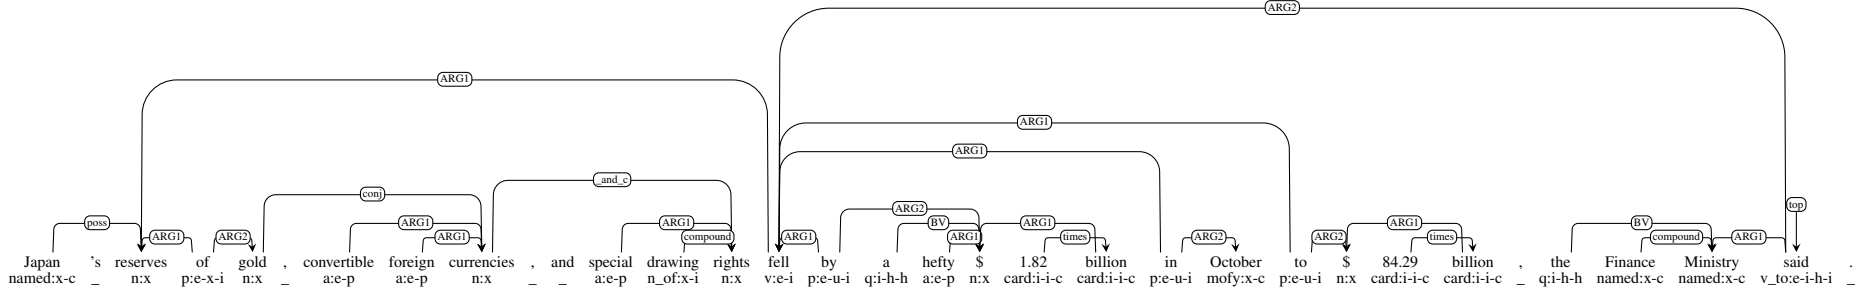 ARG2
ARG1
ARG1
ARG1
_and_c
conj
ARG2
poss ARG1 ARG1 BV ARG1 ARG1 BV top
ARG1 ARG2 ARG1 compound ARG1 ARG1 times ARG2 ARG2 times compound ARG1
Japan 's reserves of gold , convertible foreign currencies , and special drawing rights fell by a hefty $ 1.82 billion in October to $ 84.29 billion , the Finance Ministry said .
named:x-c _ n:x p:e-x-i n:x _ a:e-p a:e-p n:x _ _ a:e-p n_of:x-i n:x v:e-i p:e-u-i q:i-h-h a:e-p n:x card:i-i-c card:i-i-c p:e-u-i mofy:x-c p:e-u-i n:x card:i-i-c card:i-i-c _ q:i-h-h named:x-c named:x-c v_to:e-i-h-i _